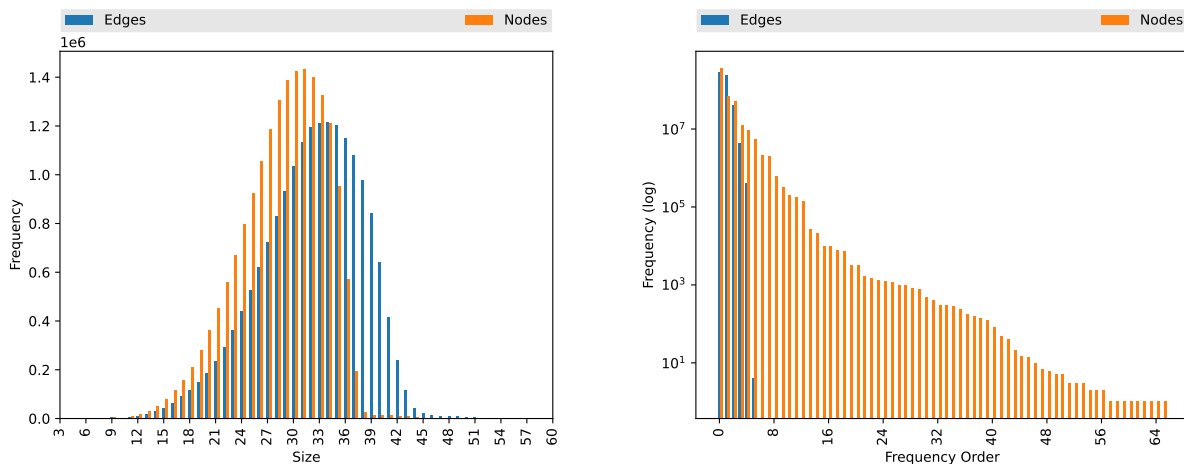 Edges Nodes
1e6
1.4
1.2
1.0
0.8
0.6
0.4
0.2
0.0
Frequency
3 6 9 12 15 18 21 24 27 30 33 36 39 42 45 48 51 54 57 60
Size
Edges Nodes
10^7
10^5
10^3
10^1
Frequency (log)
0 8 16 24 32 40 48 56 64
Frequency Order